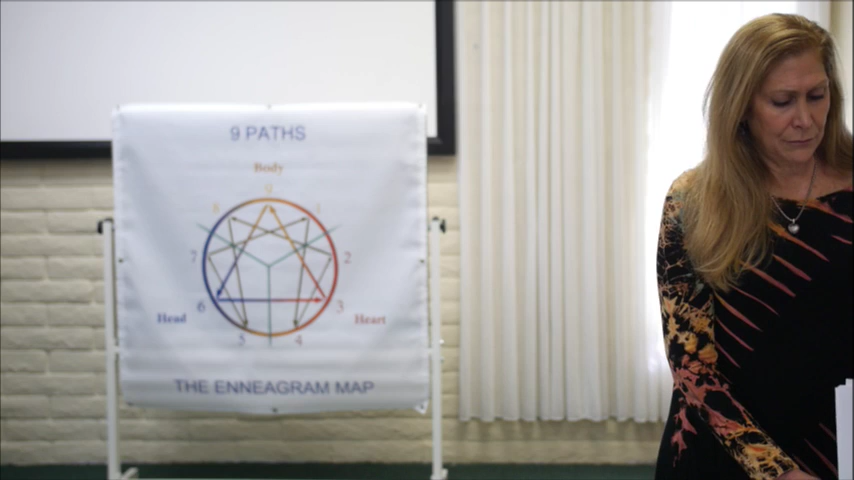 9 PATHS
Body
9
8 1
7 2
6 3
Head Heart
5 4
THE ENNEAGRAM MAP